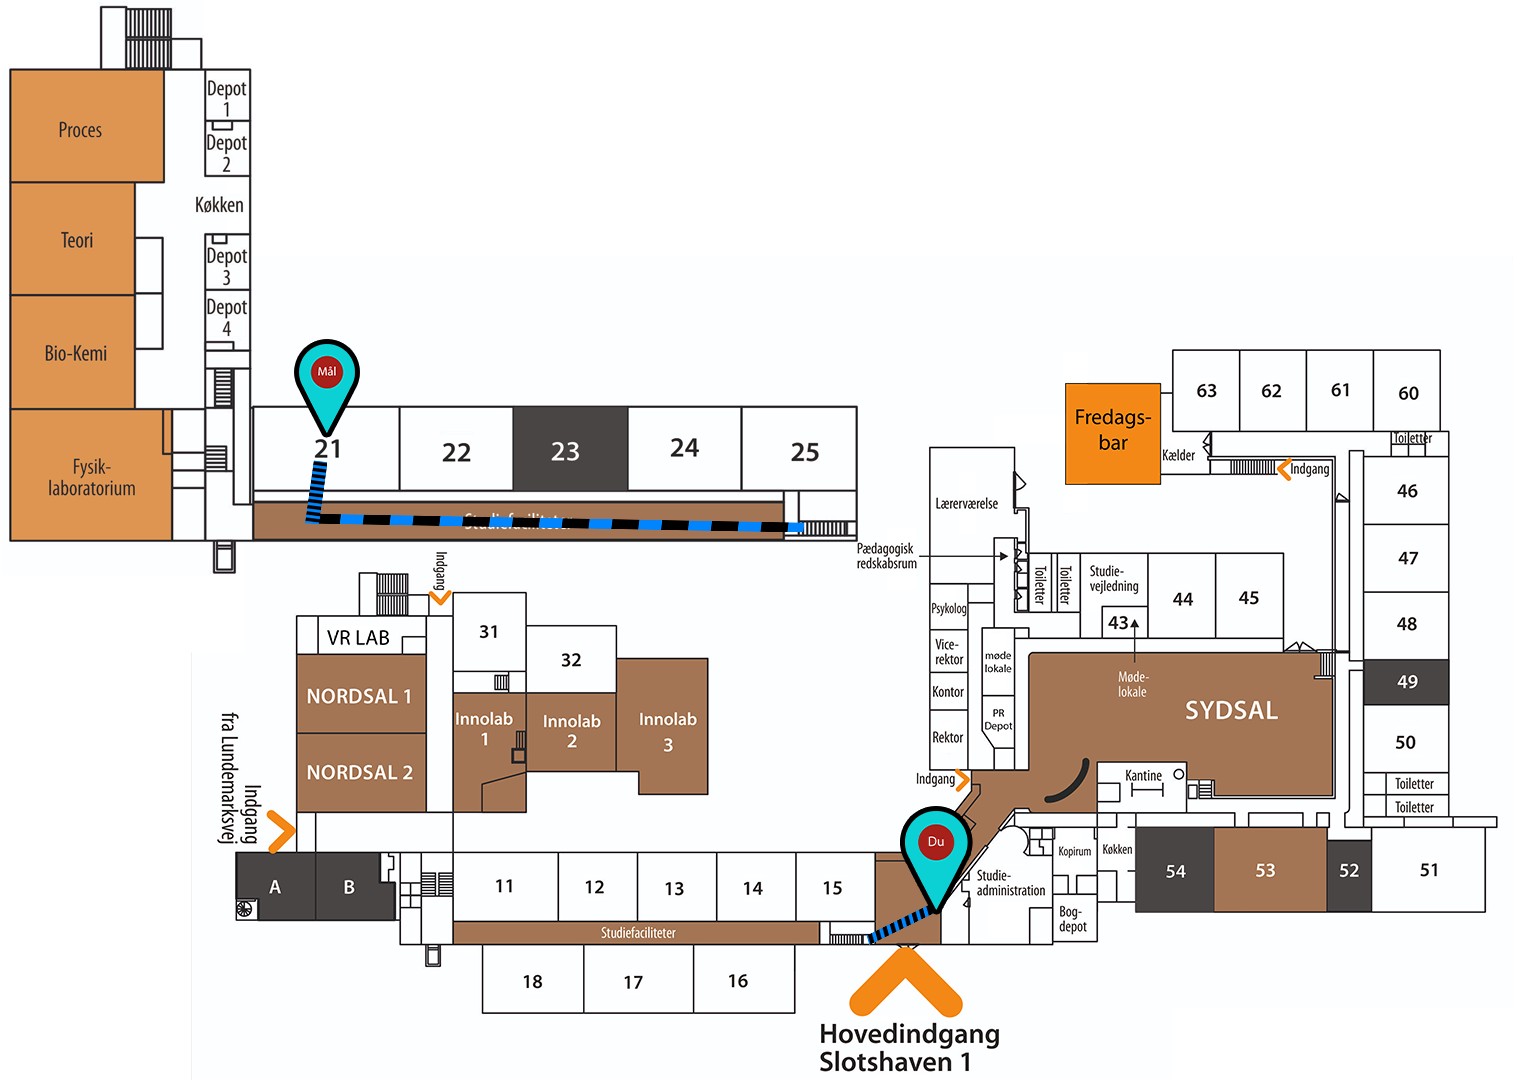 Depot
1
Proces
Depot
2
Køkken
Teori
Depot
3
Depot
4
Bio-Kemi
Mål
63
62
61
60
Fredags-
bar
21
22
23
24
25
Toiletter
Kælder
Indgang
Fysik-
laboratorium
46
Lærerværelse
Studiefaciliteter
Pædagogisk
redskabsrum
47
Indgang
Toiletter
Toiletter
Studie-
vejledning
44
45
Psykolog
43
48
31
VR LAB
32
Vice-
rektor
møde
lokale
Møde-
lokale
49
NORDSAL 1
Kontor
SYDSAL
Innolab
1
Innolab
2
Innolab
3
PR
Depot
Rektor
50
NORDSAL 2
Indgang
Kantine
Toiletter
Toiletter
Indgang
fra Lundemarksvej
Du
Kopirum
Køkken
54
53
52
51
A
B
11
12
13
14
15
Studie-
administration
Bog-
depot
Studiefaciliteter
18
17
16
Hovedindgang
Slotshaven 1